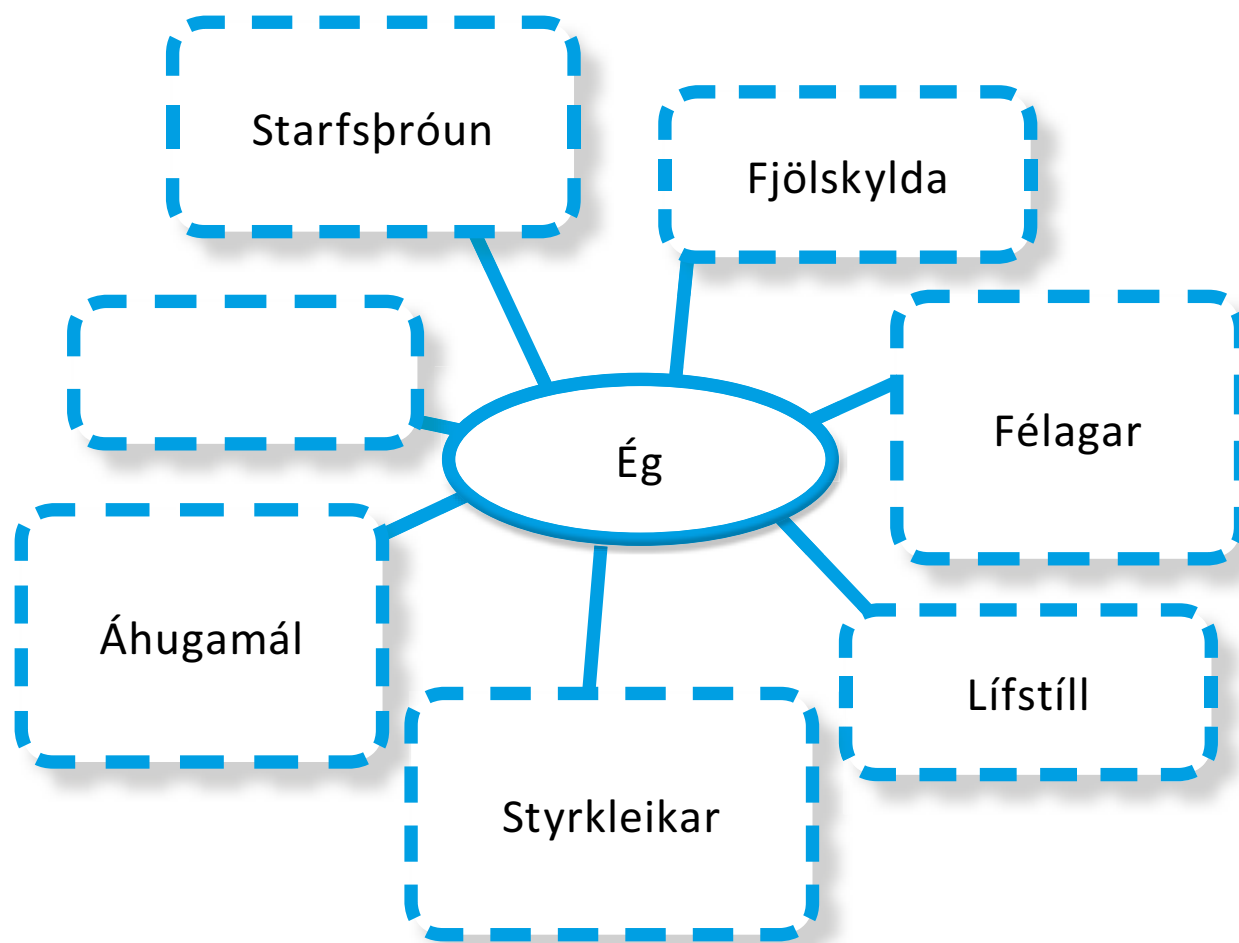 Starfsþróun
Fjölskylda
Félagar
Ég
Áhugamál
Lífstíll
Styrkleikar